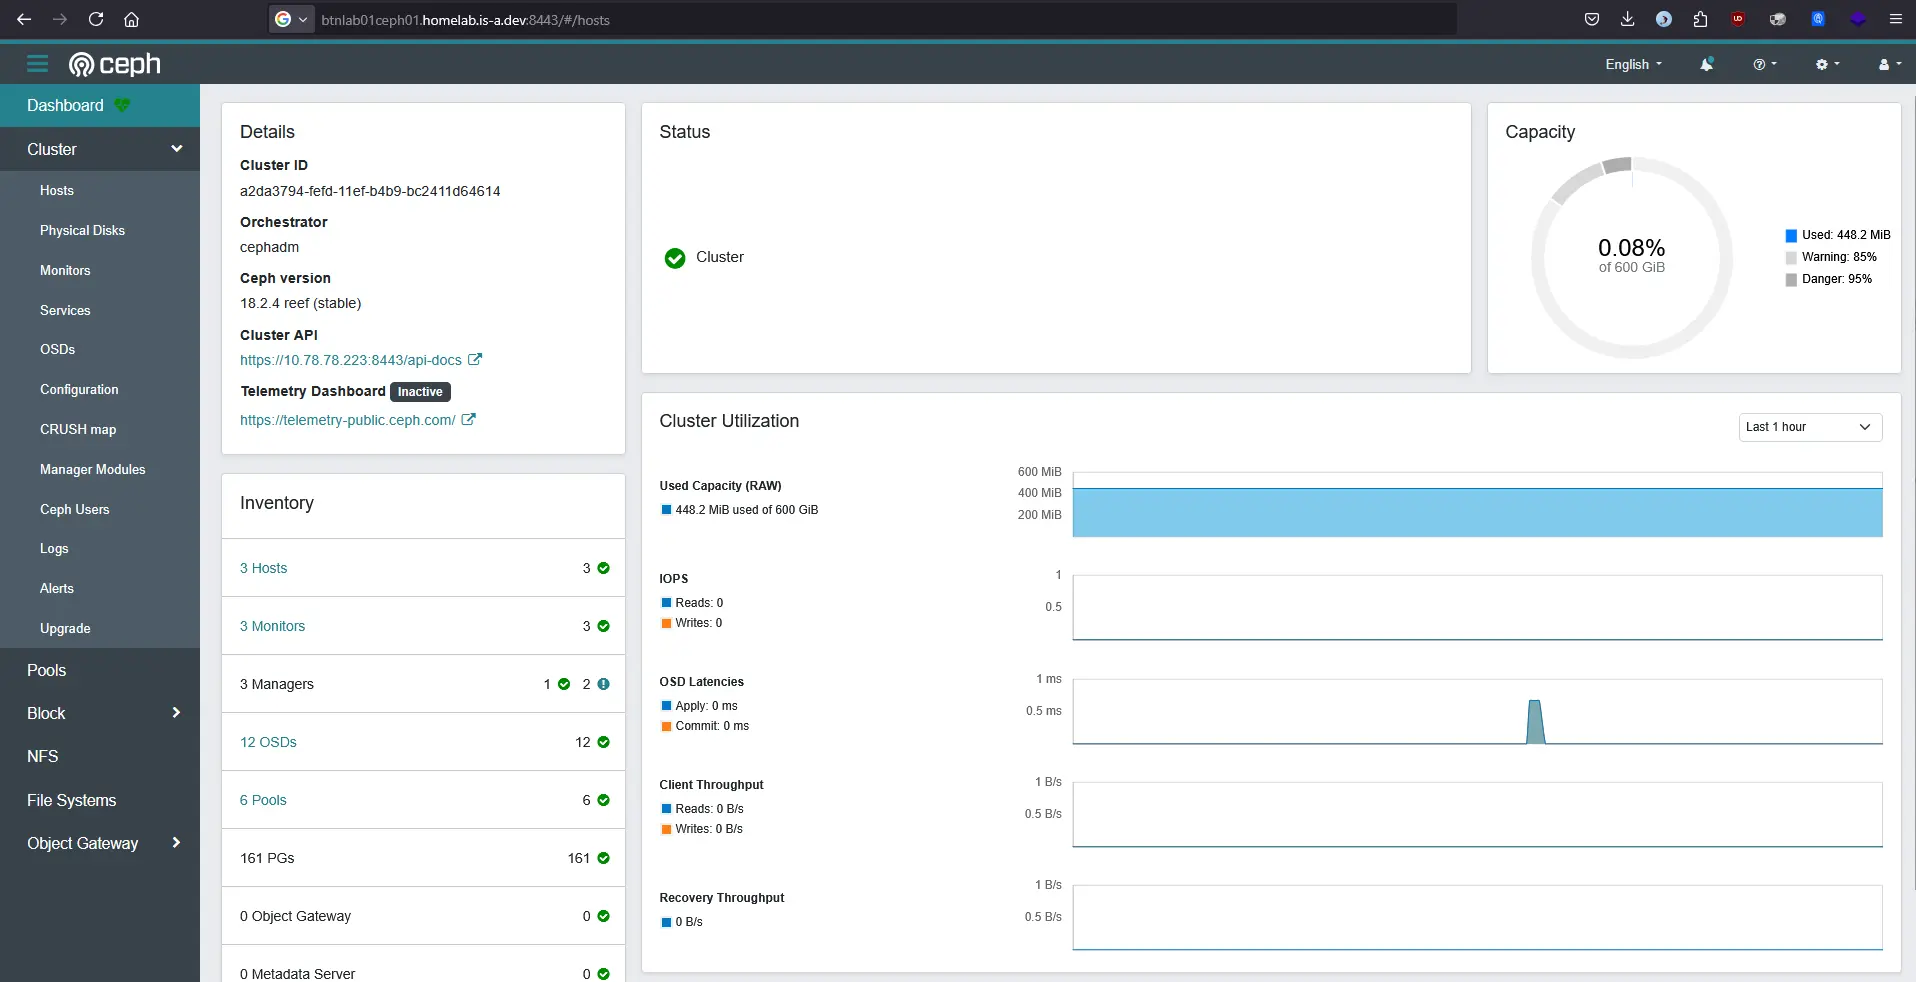 btnlab01ceph01.homelab.is-a.dev:8443/#/hosts
ceph
English
Dashboard
Cluster
Hosts
Physical Disks
Monitors
Services
OSDs
Configuration
CRUSH map
Manager Modules
Ceph Users
Logs
Alerts
Upgrade
Pools
Block
NFS
File Systems
Object Gateway
Details
Cluster ID
a2da3794-fefd-11ef-b4b9-bc2411d64614
Orchestrator
cephadm
Ceph version
18.2.4 reef (stable)
Cluster API
https://10.78.78.223:8443/api-docs
Telemetry Dashboard Inactive
https://telemetry-public.ceph.com/
Inventory
3 Hosts 3
3 Monitors 3
3 Managers 1 2
12 OSDs 12
6 Pools 6
161 PGs 161
0 Object Gateway 0
0 Metadata Server 0
Status
Cluster
Capacity
0.08%
of 600 GiB
Used: 448.2 MiB
Warning: 85%
Danger: 95%
Cluster Utilization
Last 1 hour
Used Capacity (RAW)
448.2 MiB used of 600 GiB
600 MiB
400 MiB
200 MiB
IOPS
Reads: 0
Writes: 0
1
0.5
OSD Latencies
Apply: 0 ms
Commit: 0 ms
1 ms
0.5 ms
Client Throughput
Reads: 0 B/s
Writes: 0 B/s
1 B/s
0.5 B/s
Recovery Throughput
0 B/s
1 B/s
0.5 B/s